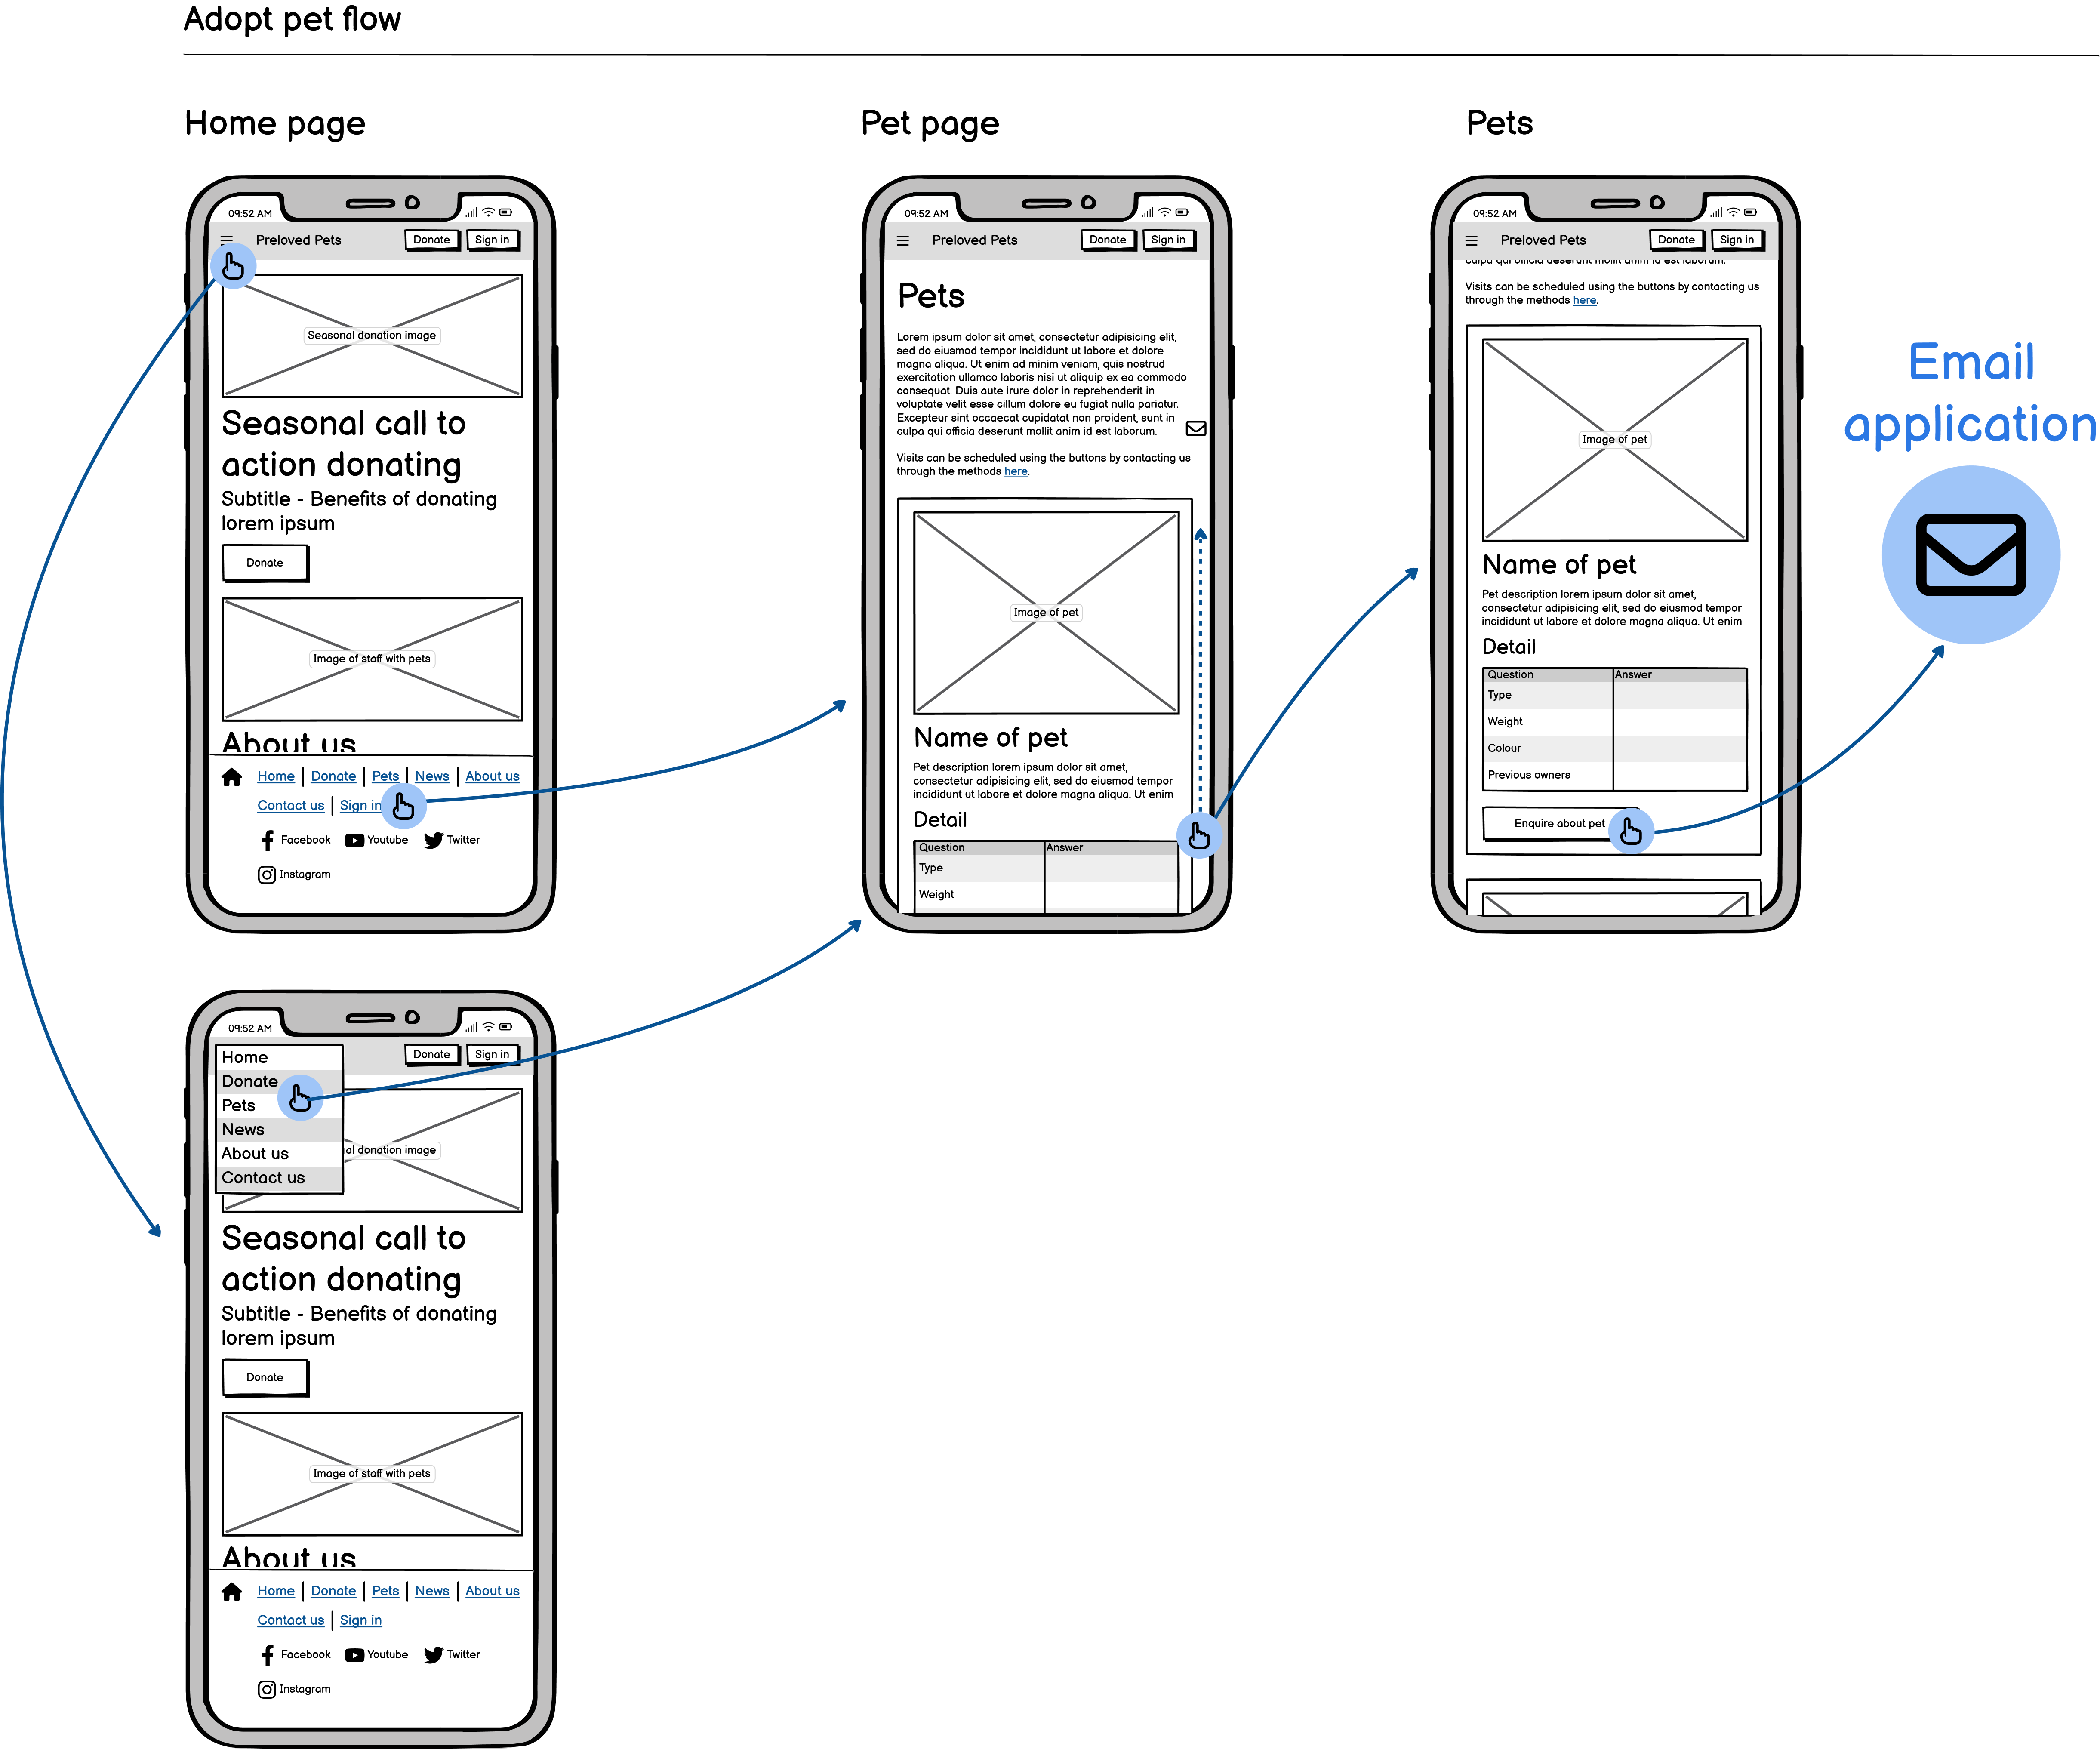 Adopt pet flow
Home page
09:52 AM
Preloved Pets
Donate
Sign in
Seasonal donation image
Seasonal call to
action donating
Subtitle - Benefits of donating
lorem ipsum
Donate
Image of staff with pets
About us
Home | Donate | Pets | News | About us
Contact us | Sign in
Facebook Youtube Twitter
Instagram
09:52 AM
Home
Donate
Pets
News
About us
Contact us
Donate
Sign in
al donation image
Seasonal call to
action donating
Subtitle - Benefits of donating
lorem ipsum
Donate
Image of staff with pets
About us
Home | Donate | Pets | News | About us
Contact us | Sign in
Facebook Youtube Twitter
Instagram
Pet page
09:52 AM
Preloved Pets
Donate
Sign in
Pets
Lorem ipsum dolor sit amet, consectetur adipisicing elit,
sed do eiusmod tempor incididunt ut labore et dolore
magna aliqua. Ut enim ad minim veniam, quis nostrud
exercitation ullamco laboris nisi ut aliquip ex ea commodo
consequat. Duis aute irure dolor in reprehenderit in
voluptate velit esse cillum dolore eu fugiat nulla pariatur.
Excepteur sint occaecat cupidatat non proident, sunt in
culpa qui officia deserunt mollit anim id est laborum.
Visits can be scheduled using the buttons by contacting us
through the methods here.
Image of pet
Name of pet
Pet description lorem ipsum dolor sit amet,
consectetur adipisicing elit, sed do eiusmod tempor
incididunt ut labore et dolore magna aliqua. Ut enim
Detail
Question Answer
Type
Weight
Pets
09:52 AM
Preloved Pets
Donate
Sign in
culpa qui officia deserunt mollit anim id est laborum.
Visits can be scheduled using the buttons by contacting us
through the methods here.
Image of pet
Name of pet
Pet description lorem ipsum dolor sit amet,
consectetur adipisicing elit, sed do eiusmod tempor
incididunt ut labore et dolore magna aliqua. Ut enim
Detail
Question Answer
Type
Weight
Colour
Previous owners
Enquire about pet
Email
application